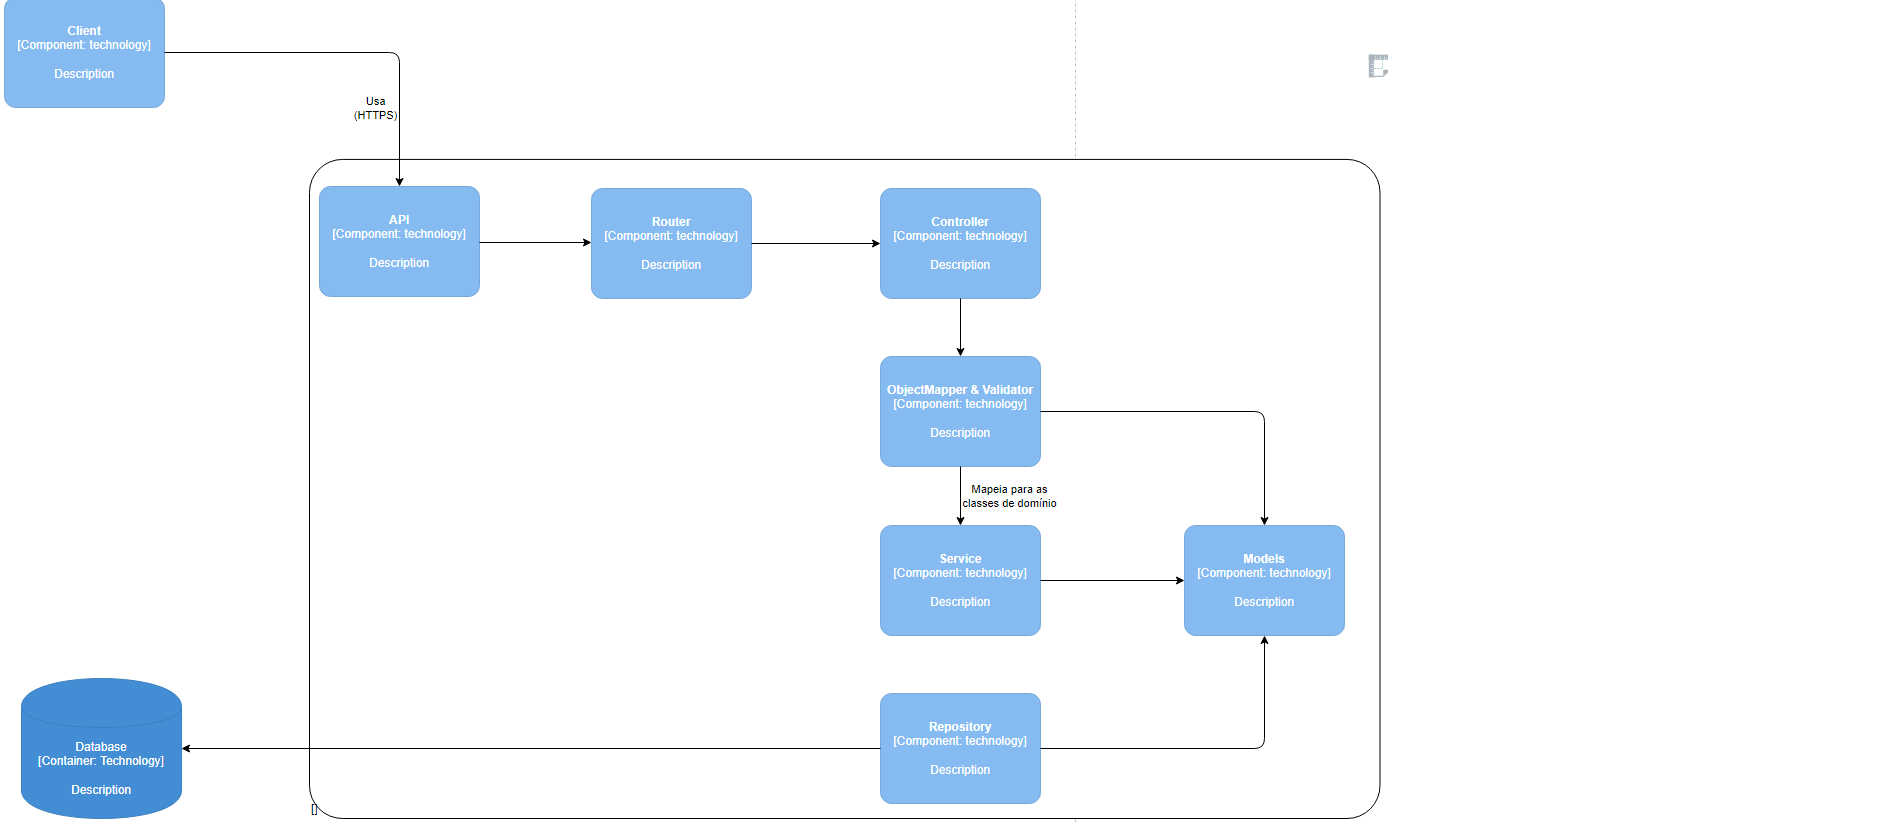 Client
[Component: technology]
Description
Usa
(HTTPS)
API
[Component: technology]
Description
Router
[Component: technology]
Description
Controller
[Component: technology]
Description
ObjectMapper & Validator
[Component: technology]
Description
Mapeia para as
classes de domínio
Service
[Component: technology]
Description
Models
[Component: technology]
Description
Repository
[Component: technology]
Description
Database
[Container: Technology]
Description
[]